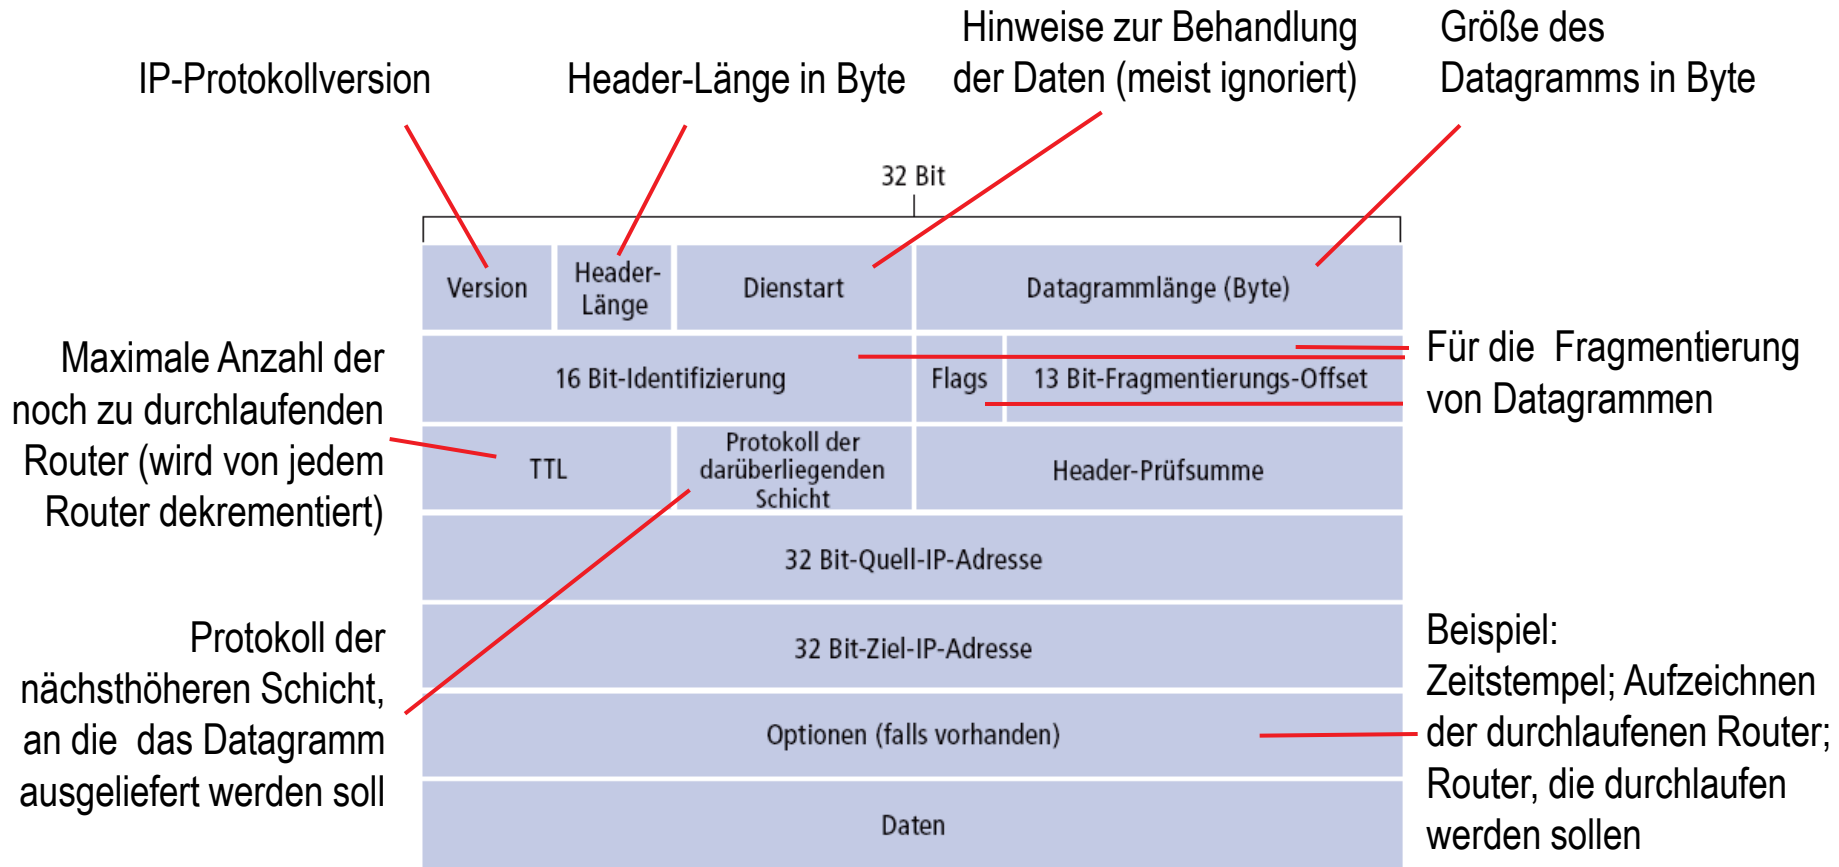 IP-Protokollversion
Header-Länge in Byte
Hinweise zur Behandlung
der Daten (meist ignoriert)
Größe des
Datagramms in Byte
32 Bit
Version
Header-
Länge
Dienstart
Datagrammlänge (Byte)
Maximale Anzahl der
noch zu durchlaufenden
Router (wird von jedem
Router dekrementiert)
16 Bit-Identifizierung
Flags
13 Bit-Fragmentierungs-Offset
Für die  Fragmentierung
von Datagrammen
TTL
Protokoll der
darüberliegenden
Schicht
Header-Prüfsumme
32 Bit-Quell-IP-Adresse
32 Bit-Ziel-IP-Adresse
Protokoll der
nächsthöheren Schicht,
an die  das Datagramm
ausgeliefert werden soll
Optionen (falls vorhanden)
Beispiel:
Zeitstempel; Aufzeichnen
der durchlaufenen Router;
Router, die durchlaufen
werden sollen
Daten